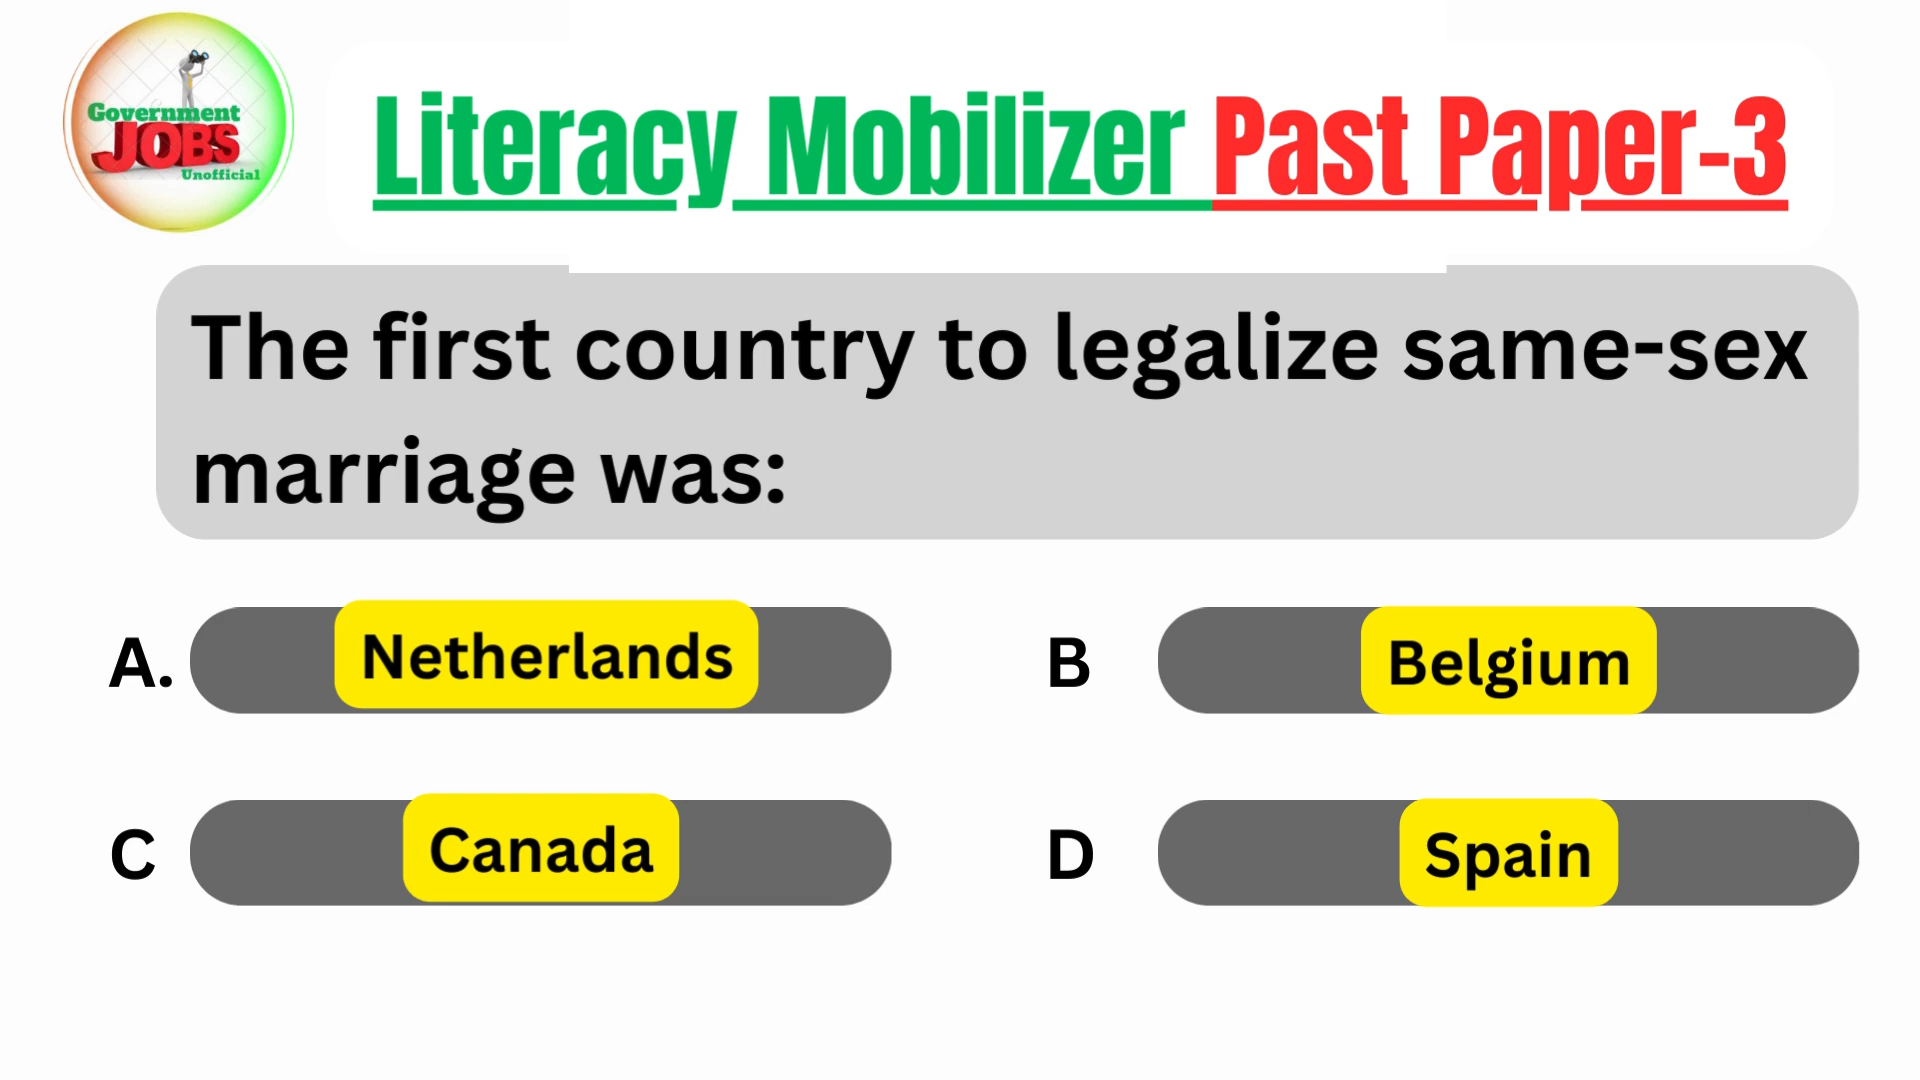 Government
JOBS
Unofficial
Literacy Mobilizer Past Paper-3
The first country to legalize same-sex
marriage was:
A. Netherlands
B Belgium
C Canada
D Spain